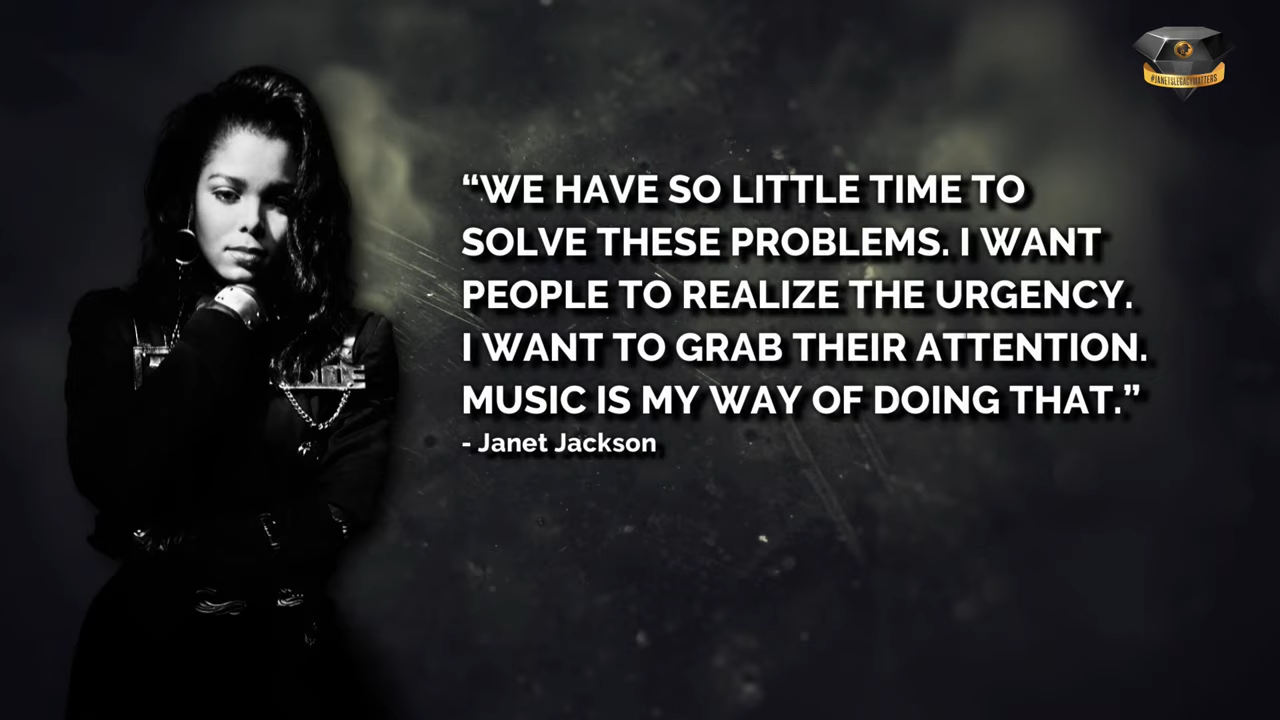 #JANETSLEGACYMATTERS
“WE HAVE SO LITTLE TIME TO
SOLVE THESE PROBLEMS. I WANT
PEOPLE TO REALIZE THE URGENCY.
I WANT TO GRAB THEIR ATTENTION.
MUSIC IS MY WAY OF DOING THAT.”
- Janet Jackson